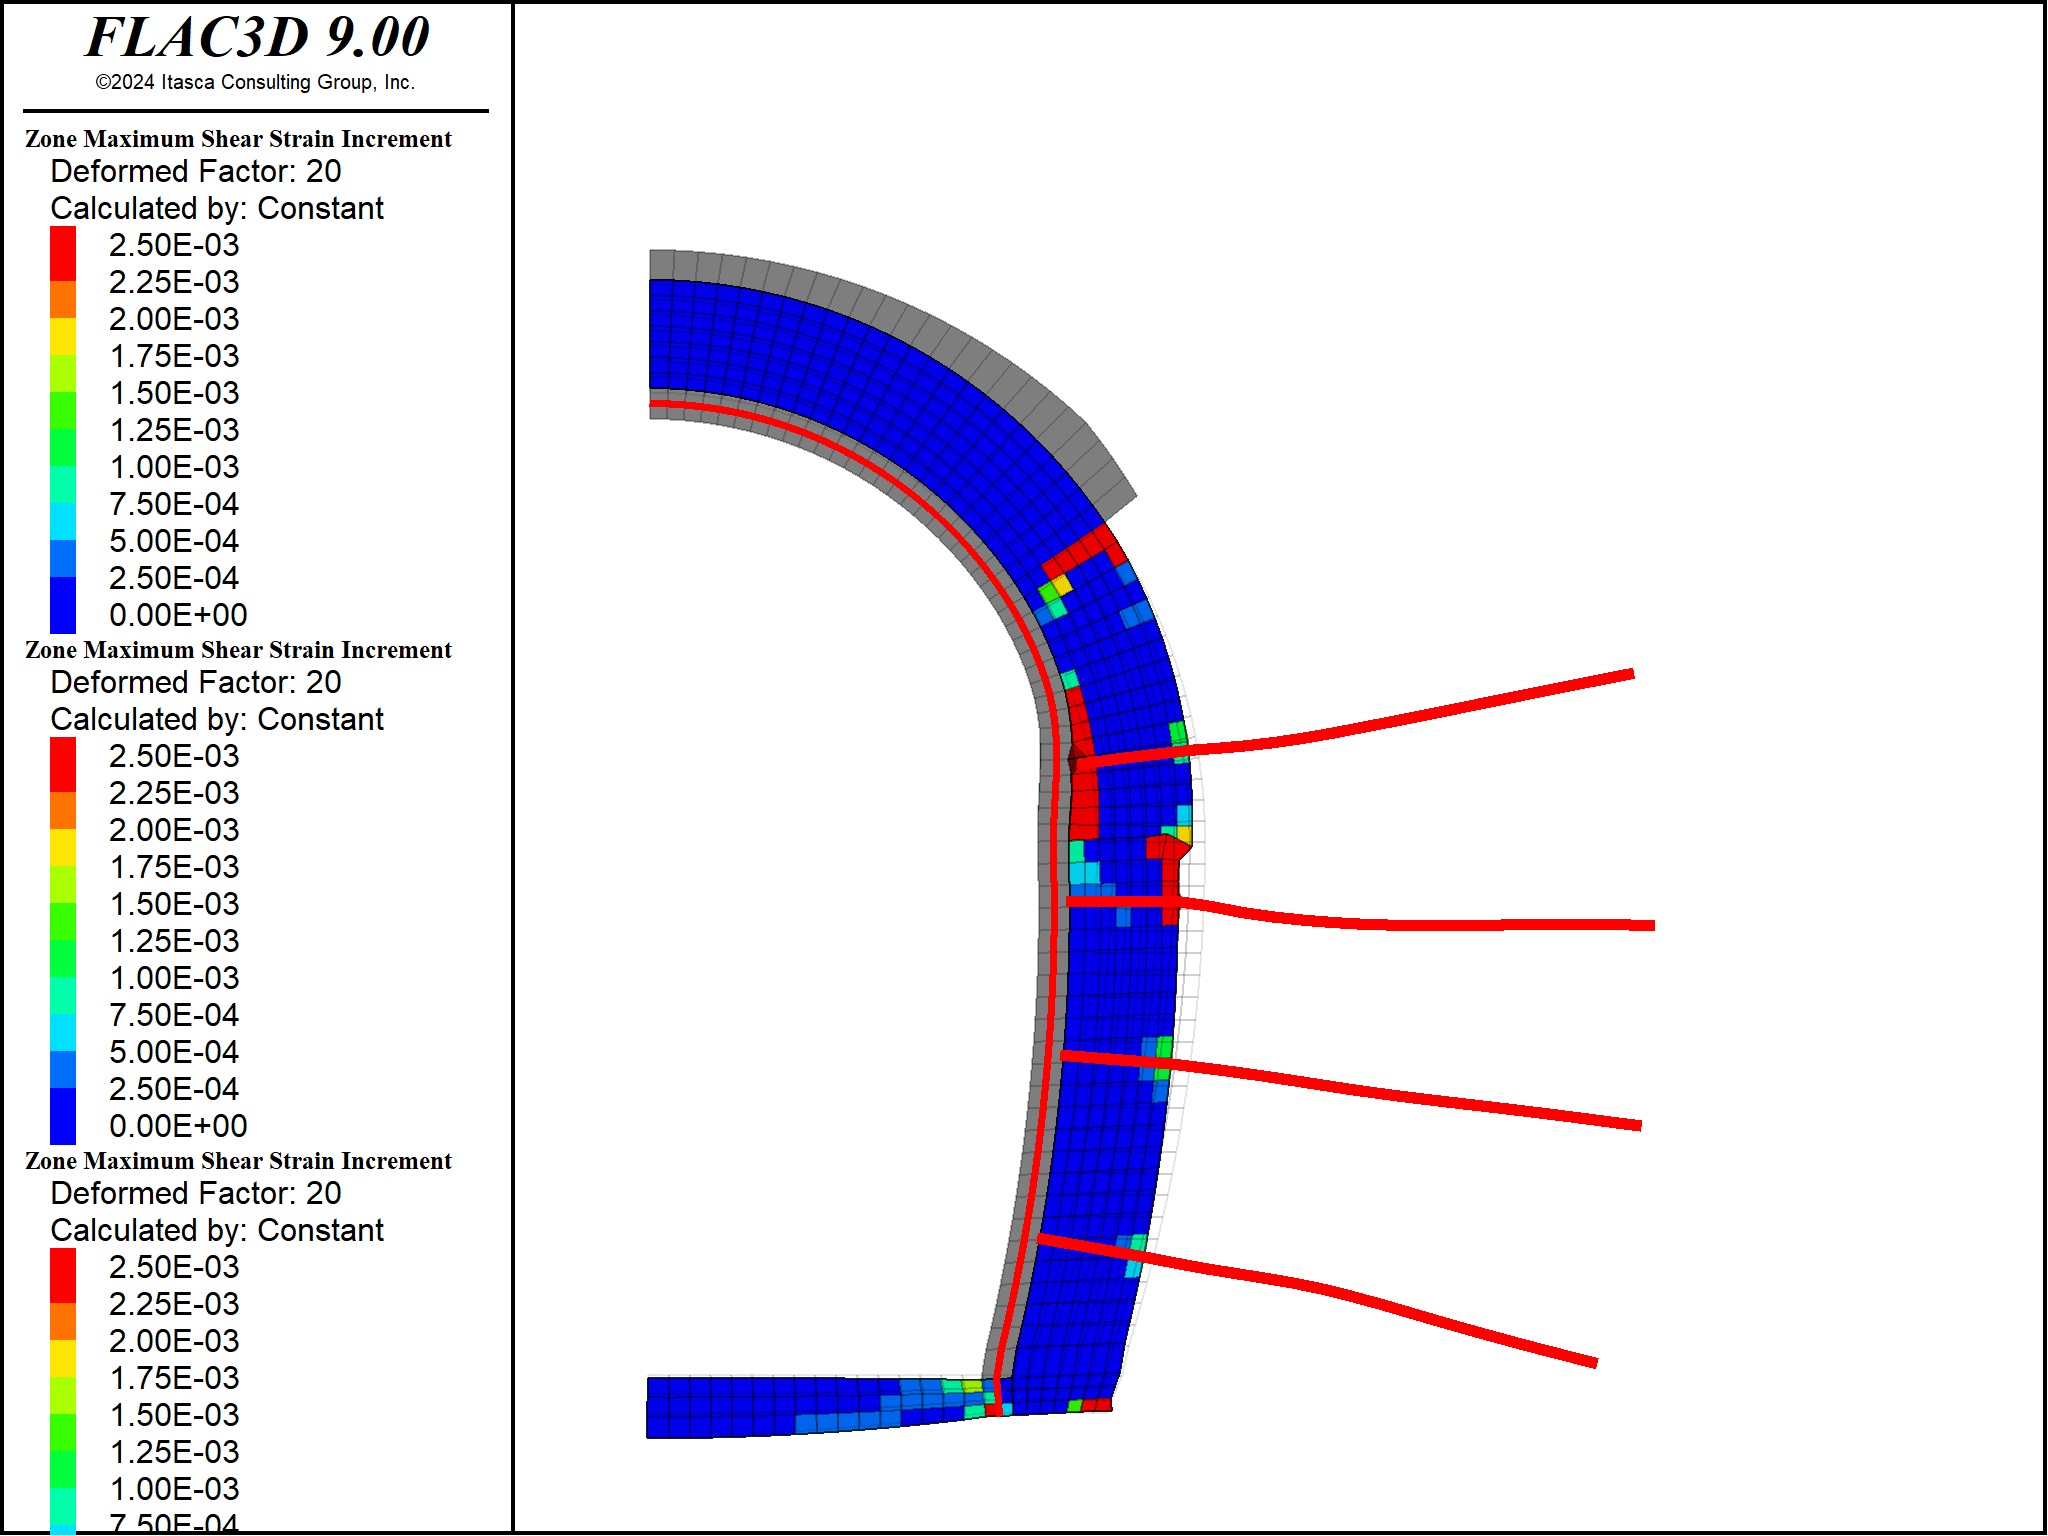 FLAC3D 9.00
©2024 Itasca Consulting Group, Inc.
Zone Maximum Shear Strain Increment
Deformed Factor: 20
Calculated by: Constant
2.50E-03
2.25E-03
2.00E-03
1.75E-03
1.50E-03
1.25E-03
1.00E-03
7.50E-04
5.00E-04
2.50E-04
0.00E+00
Zone Maximum Shear Strain Increment
Deformed Factor: 20
Calculated by: Constant
2.50E-03
2.25E-03
2.00E-03
1.75E-03
1.50E-03
1.25E-03
1.00E-03
7.50E-04
5.00E-04
2.50E-04
0.00E+00
Zone Maximum Shear Strain Increment
Deformed Factor: 20
Calculated by: Constant
2.50E-03
2.25E-03
2.00E-03
1.75E-03
1.50E-03
1.25E-03
1.00E-03
7.50E-04